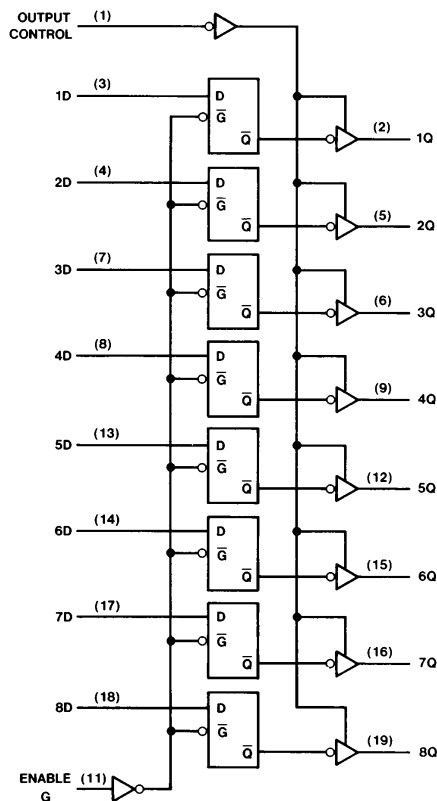 OUTPUT (1)
CONTROL
1D (3) D
G̅
Q̅ (2) 1Q
2D (4) D
G̅
Q̅ (5) 2Q
3D (7) D
G̅
Q̅ (6) 3Q
4D (8) D
G̅
Q̅ (9) 4Q
5D (13) D
G̅
Q̅ (12) 5Q
6D (14) D
G̅
Q̅ (15) 6Q
7D (17) D
G̅
Q̅ (16) 7Q
8D (18) D
G̅
Q̅ (19) 8Q
ENABLE (11)
G